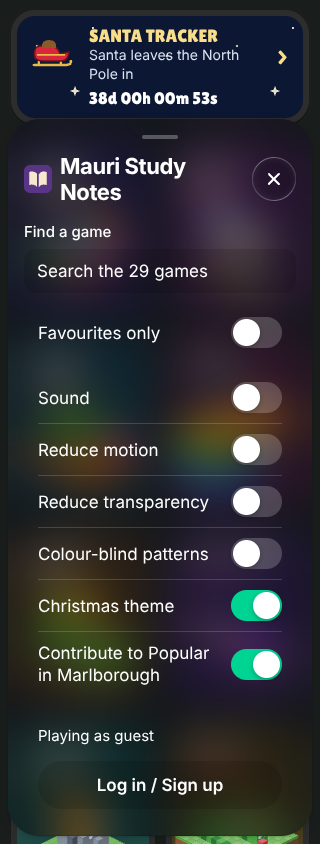 SANTA TRACKER
Santa leaves the North
Pole in
38d 00h 00m 53s
Mauri Study
Notes
Find a game
Search the 29 games
Favourites only
Sound
Reduce motion
Reduce transparency
Colour-blind patterns
Christmas theme
Contribute to Popular
in Marlborough
Playing as guest
Log in / Sign up